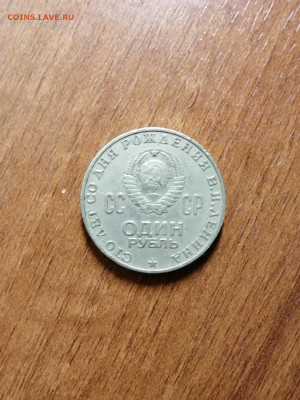 COINS.LAVE.RU
СТО ЛЕТ СО ДНЯ РОЖДЕНИЯ В.И.ЛЕНИНА
СС СР
ОДИН
РУБЛЬ